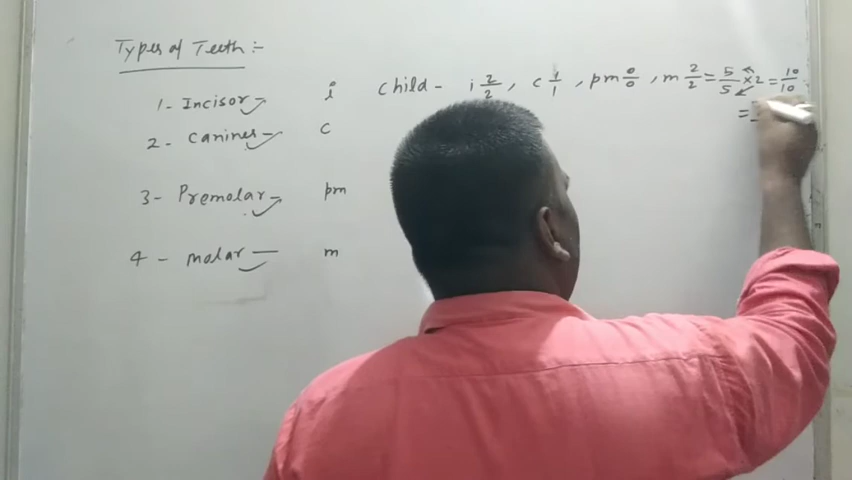 Types of Teeth :-
1 - Incisor i
2 - Canines c
3 - Premolar pm
4 - molar m
child - i 2/2 , c 1/1 , pm 0/0 , m 2/2 = 5/5 x 2 = 10/10
=